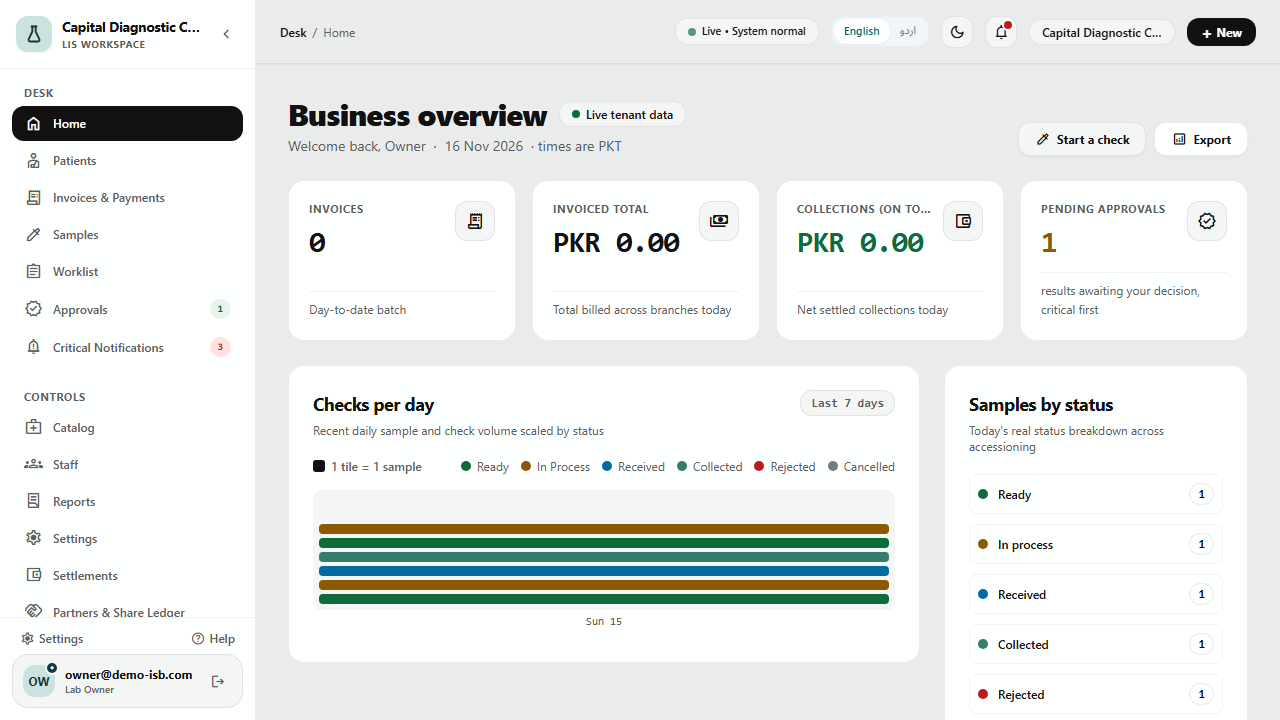 Capital Diagnostic C...
LIS WORKSPACE
DESK
Home
Patients
Invoices & Payments
Samples
Worklist
Approvals 1
Critical Notifications 3
CONTROLS
Catalog
Staff
Reports
Settings
Settlements
Partners & Share Ledger
Settings Help
OW owner@demo-isb.com
Lab Owner
Desk / Home
Live • System normal
English اردو
Capital Diagnostic C...
+ New
Business overview
Live tenant data
Welcome back, Owner · 16 Nov 2026 · times are PKT
Start a check
Export
INVOICES
0
Day-to-date batch
INVOICED TOTAL
PKR 0.00
Total billed across branches today
COLLECTIONS (ON TO...
PKR 0.00
Net settled collections today
PENDING APPROVALS
1
results awaiting your decision,
critical first
Checks per day
Last 7 days
Recent daily sample and check volume scaled by status
1 tile = 1 sample Ready In Process Received Collected Rejected Cancelled
Sun 15
Samples by status
Today's real status breakdown across
accessioning
Ready 1
In process 1
Received 1
Collected 1
Rejected 1